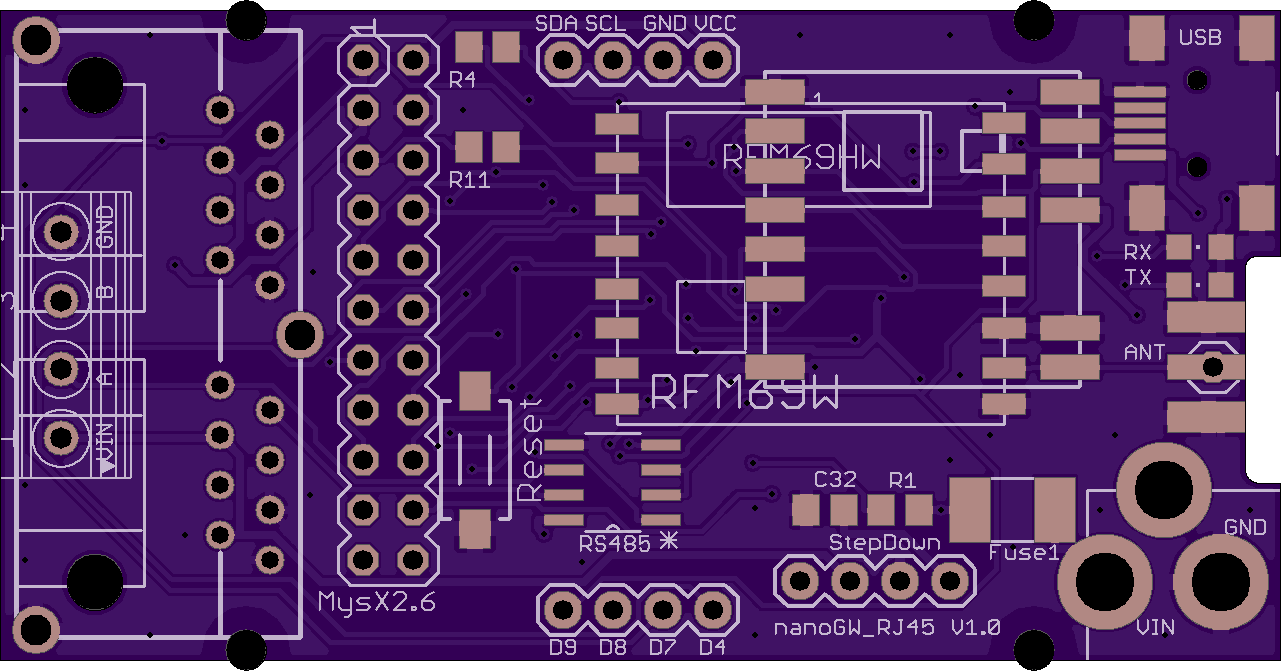 SDA SCL GND VCC
USB
R4
1
RFM69HW
R11
GND
4
RX
TX
B
3
ANT
2
A
RFM69W
Reset
VIN
1
C32 R1
GND
RS485 *
StepDown
Fuse1
MysX2.6
nanoGW_RJ45 V1.0
VIN
D9 D8 D7 D4